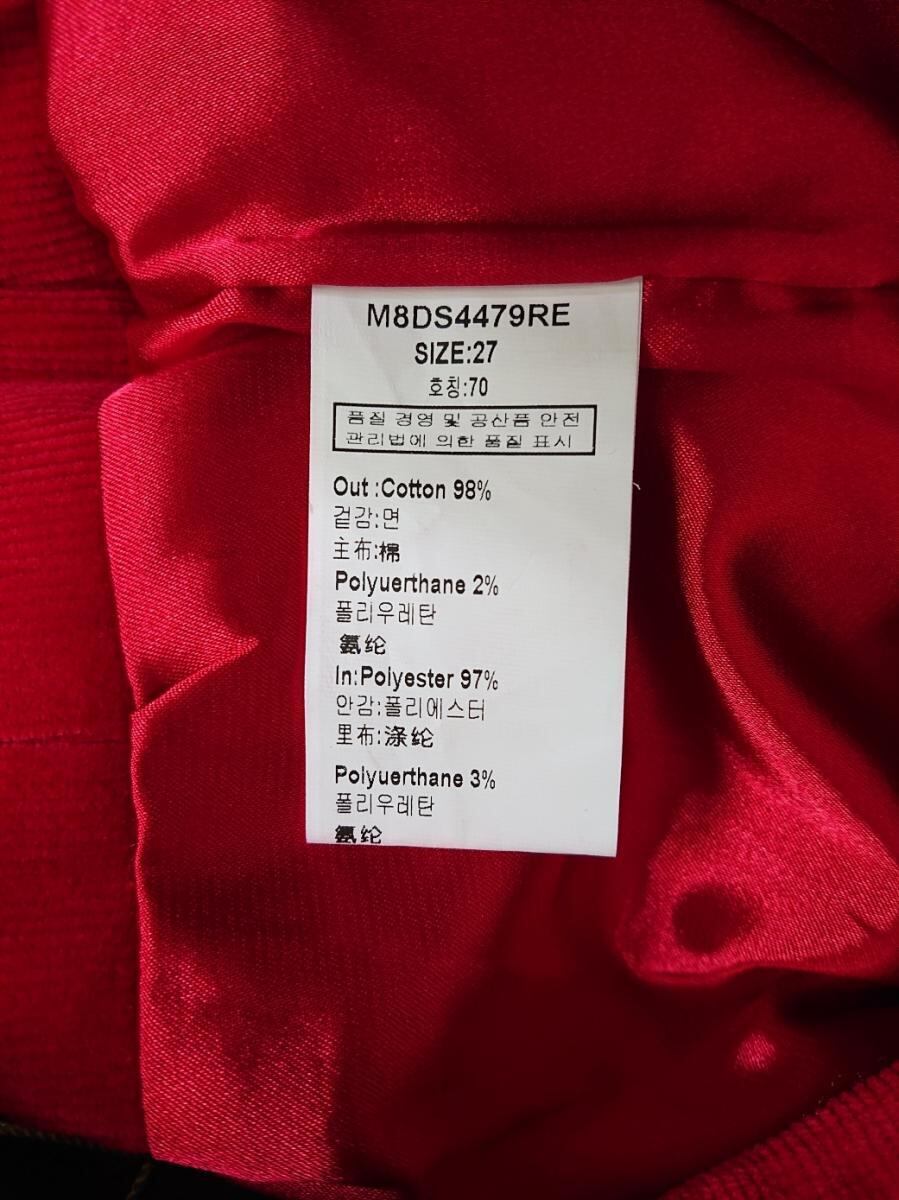 M8DS4479RE
SIZE:27
호칭:70
품질 경영 및 공산품 안전
관리법에 의한 품질 표시
Out :Cotton 98%
겉감:면
主布:棉
Polyuerthane 2%
폴리우레탄
氨纶
In:Polyester 97%
안감:폴리에스터
里布:涤纶
Polyuerthane 3%
폴리우레탄
氨纶